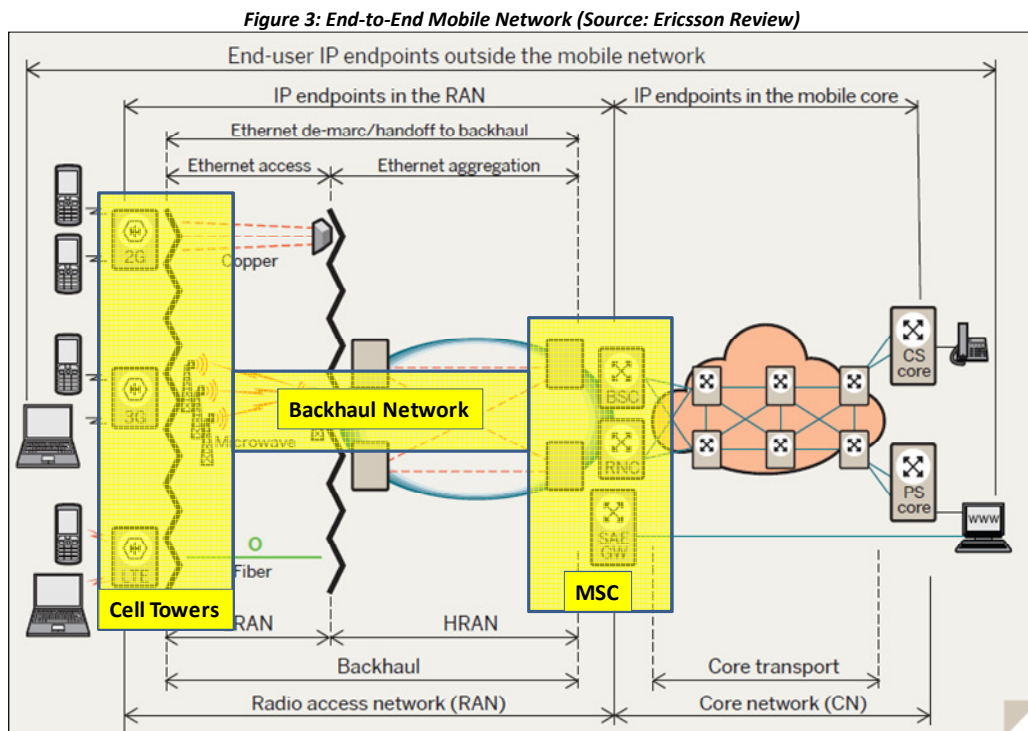 Figure 3: End-to-End Mobile Network (Source: Ericsson Review)
End-user IP endpoints outside the mobile network
IP endpoints in the RAN
IP endpoints in the mobile core
Ethernet de-marc/handoff to backhaul
Ethernet access
Ethernet aggregation
2G
Copper
CS
core
BSC
3G
Backhaul Network
Microwave
RNC
PS
core
WWW
SAE
GW
LTE
Fiber
Cell Towers
MSC
RAN
HRAN
Backhaul
Core transport
Radio access network (RAN)
Core network (CN)